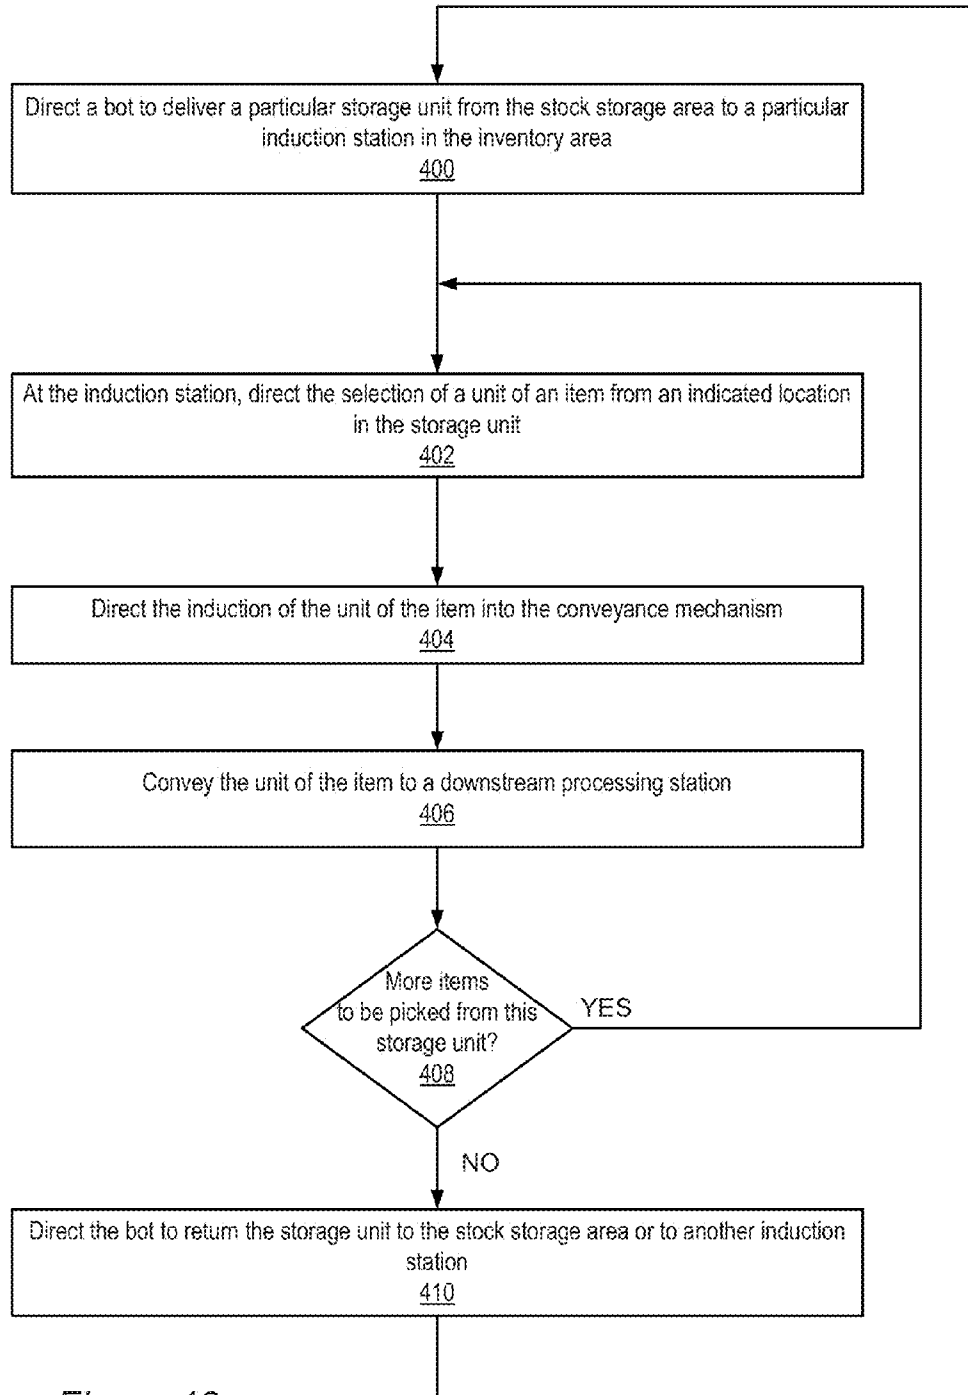 Direct a bot to deliver a particular storage unit from the stock storage area to a particular
induction station in the inventory area
400
At the induction station, direct the selection of a unit of an item from an indicated location
in the storage unit
402
Direct the induction of the unit of the item into the conveyance mechanism
404
Convey the unit of the item to a downstream processing station
406
More items
to be picked from this
storage unit?
408
YES
NO
Direct the bot to return the storage unit to the stock storage area or to another induction
station
410